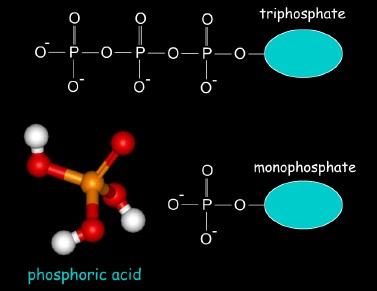 triphosphate
O O O
O⁻ P O P O P O
O⁻ O⁻ O⁻
monophosphate
O
O⁻ P O
O⁻
phosphoric acid